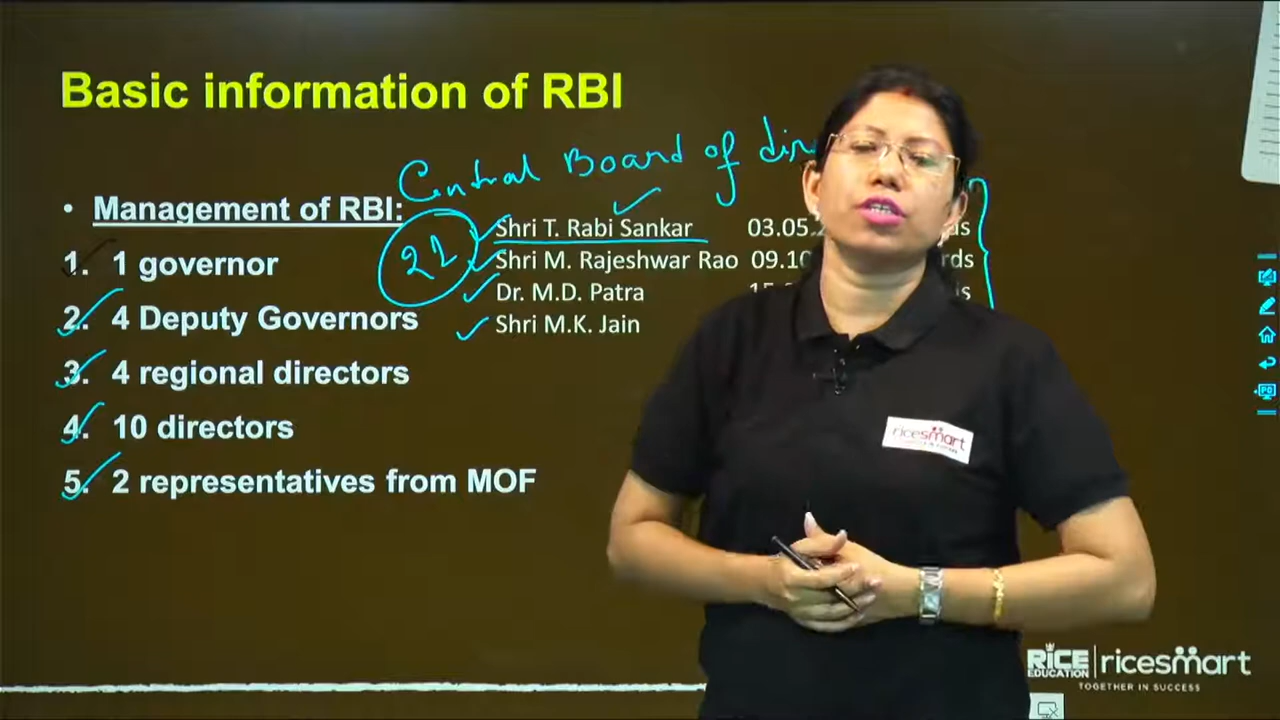 Basic information of RBI
Central Board of
• Management of RBI:
22
Shri T. Rabi Sankar 03.05.
Shri M. Rajeshwar Rao 09.10
Dr. M.D. Patra
Shri M.K. Jain
1. 1 governor
2. 4 Deputy Governors
3. 4 regional directors
4. 10 directors
5. 2 representatives from MOF
ricesmart
RICE EDUCATION ricesmart
TOGETHER IN SUCCESS